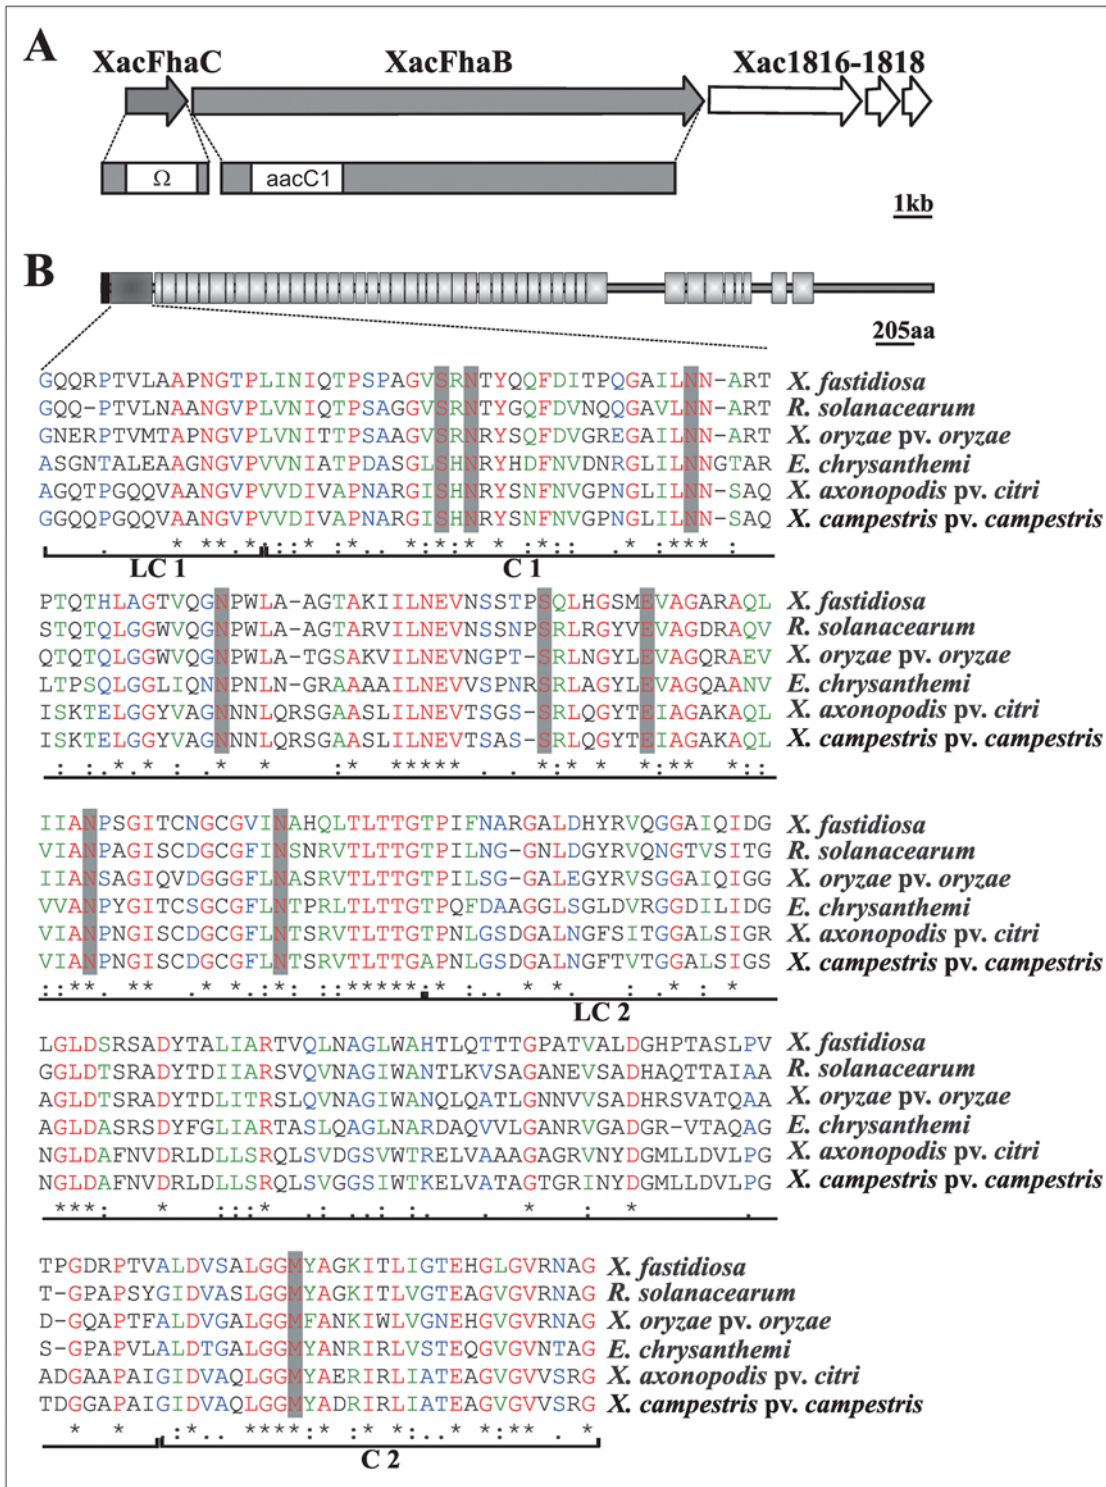 A
XacFhaC XacFhaB Xac1816-1818
Ω aacC1
1kb
B
205aa
GQQRPTVLAAPNGTPLINIQTPSPAGVSRNTYQQFDITPQGAILNN-ART X. fastidiosa
GQQ-PTVLNAANGVPLVNIQTPSAGGVSRNTYGQFDVNQQGAVLNN-ART R. solanacearum
GNERPTVMTAPNGVPLVNITTPSAAGVSRNRYSQFDVGREGAILNN-ART X. oryzae pv. oryzae
ASGNTALEAAGNGVPVVNIATPDASGLSHNRYHDFNVDNRGLILNNGTAR E. chrysanthemi
AGQTPGQQVAANGVPVVDIVAPNARGISHNRYSNFNVGPNGLILNN-SAQ X. axonopodis pv. citri
GGQQPGQQVAANGVPVVDIVAPNARGISHNRYSNFNVGPNGLILNN-SAQ X. campestris pv. campestris
. * **.* *:::*:.*:..*:*:* *: .*:: .* :*** :
LC 1 C 1
PTQTHLAGTVQGNPWLA-AGTAKIILNEVNSSTPSQLHGSMEVAGARAQL X. fastidiosa
STQTQLGGWVQGNPWLA-AGTARVILNEVNSSNPSRLRGYVEVAGDRAQV R. solanacearum
QTQTQLGGWVQGNPWLA-TGSAKVILNEVNGPT-SRLNGYLEVAGQRAEV X. oryzae pv. oryzae
LTPSQLGGLIQNNPNLN-GRAAAAILNEVVSPNRSRLAGYLEVAGQAANV E. chrysanthemi
ISKTELGGYVAGNNNLQRSGAASLILNEVTSGS-SRLQGYTEIAGAKAQL X. axonopodis pv. citri
ISKTELGGYVAGNNNLQRSGAASLILNEVTSAS-SRLQGYTEIAGAKAQL X. campestris pv. campestris
: :.*.* : .* * :* ***** . .*:* * *:** *::
IIANPSGITCNGCGVINAHQLTLTTGTPIFNARGALDHYRVQGGAIQIDG X. fastidiosa
VIANPAGISCDGCGFINSNRVTLTTGTPILNG-GNLDGYRVQNGTVSITG R. solanacearum
IIANSAGIQVDGGGFLNASRVTLTTGTPILSG-GALEGYRVSGGAIQIGG X. oryzae pv. oryzae
VVANPYGITCSGCGFLNTPRLTLTTGTPQFDAAGGLSGLDVRGGDILIDG E. chrysanthemi
VIANPNGISCDGCGFLNTSRVTLTTGTPNLGSDGALNGFSITGGALSIGR X. axonopodis pv. citri
VIANPNGISCDGCGFLNTSRVTLTTGAPNLGSDGALNGFTVTGGALSIGS X. campestris pv. campestris
::**. ** .* *.:*: ::*****:* :.. * *. : .* : *
LC 2
LGLDSRSADYTALIARTVQLNAGLWAHTLQTTTGPATVALDGHPTASLPV X. fastidiosa
GGLDTSRADYTDIIARSVQVNAGIWANTLKVSAGANEVSADHAQTTAIAA R. solanacearum
AGLDTSRADYTDLITRSLQVNAGIWANQLQATLGNNVVSADHRSVATQAA X. oryzae pv. oryzae
AGLDASRSDYFGLIARTASLQAGLNARDAQVVLGANRVGADGR-VTAQAG E. chrysanthemi
NGLDAFNVDRLDLLSRQLSVDGSVWTRELVAAAGAGRVNYDGMLLDVLPG X. axonopodis pv. citri
NGLDAFNVDRLDLLSRQLSVGGSIWTKELVATAGTGRINYDGMLLDVLPG X. campestris pv. campestris
***: * :::* .: ..: :. . * : * .
TPGDRPTVALDVSALGGMYAGKITLIGTEHGLGVRNAG X. fastidiosa
T-GPAPSYGIDVASLGGMYAGKITLVGTEAGVGVRNAG R. solanacearum
D-GQAPTFALDVGALGGMFANKIWLVGNEHGVGVRNAG X. oryzae pv. oryzae
S-GPAPVLALDTGALGGMYANRIRLVSTEQGVGVNTAG E. chrysanthemi
ADGAAPAIGIDVAQLGGMYAERIRLIATEAGVGVVSRG X. axonopodis pv. citri
TDGGAPAIGIDVAQLGGMYADRIRLIATEAGVGVVSRG X. campestris pv. campestris
* * .:*.. ****:* :* *:..* *:** . *
C 2